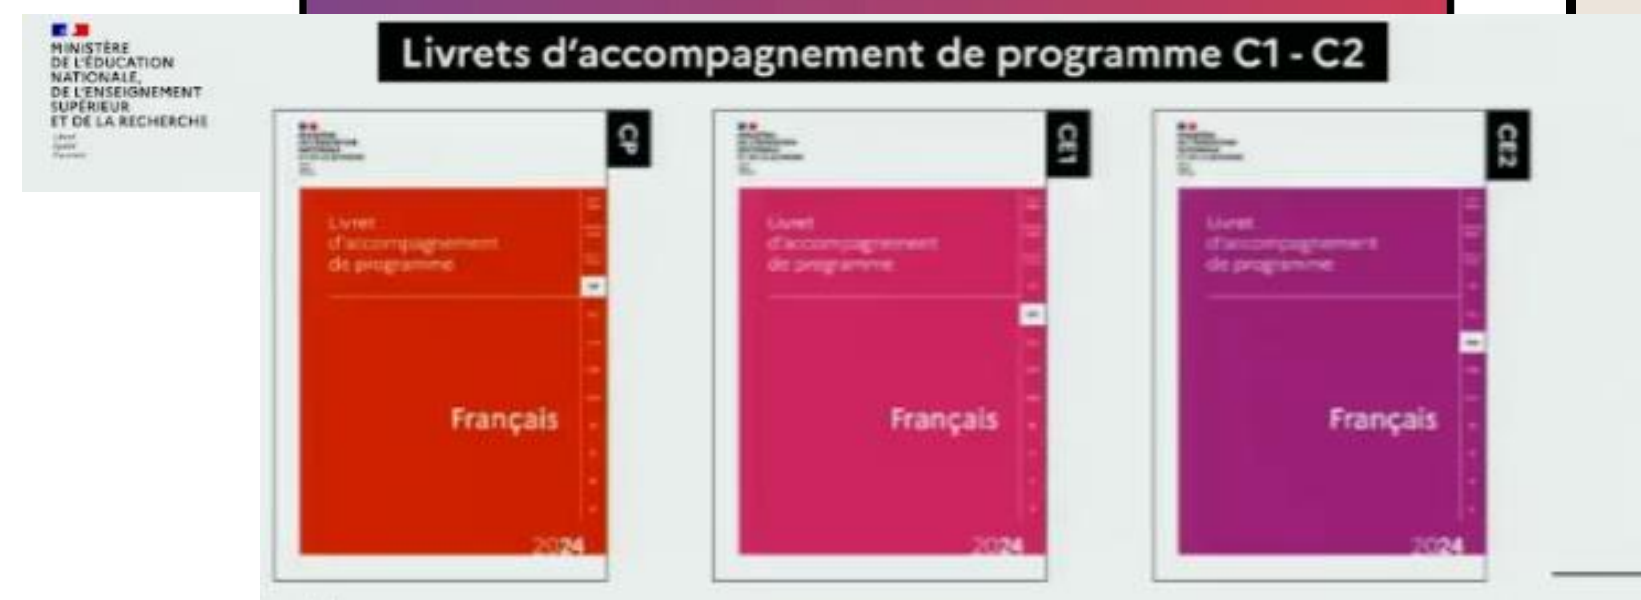 MINISTÈRE
DE L'ÉDUCATION
NATIONALE,
DE L'ENSEIGNEMENT
SUPÉRIEUR
ET DE LA RECHERCHE
Livrets d'accompagnement de programme C1 - C2
CP
Livret
d'accompagnement
de programme
Français
2024
CE1
Livret
d'accompagnement
de programme
Français
2024
CE2
Livret
d'accompagnement
de programme
Français
2024